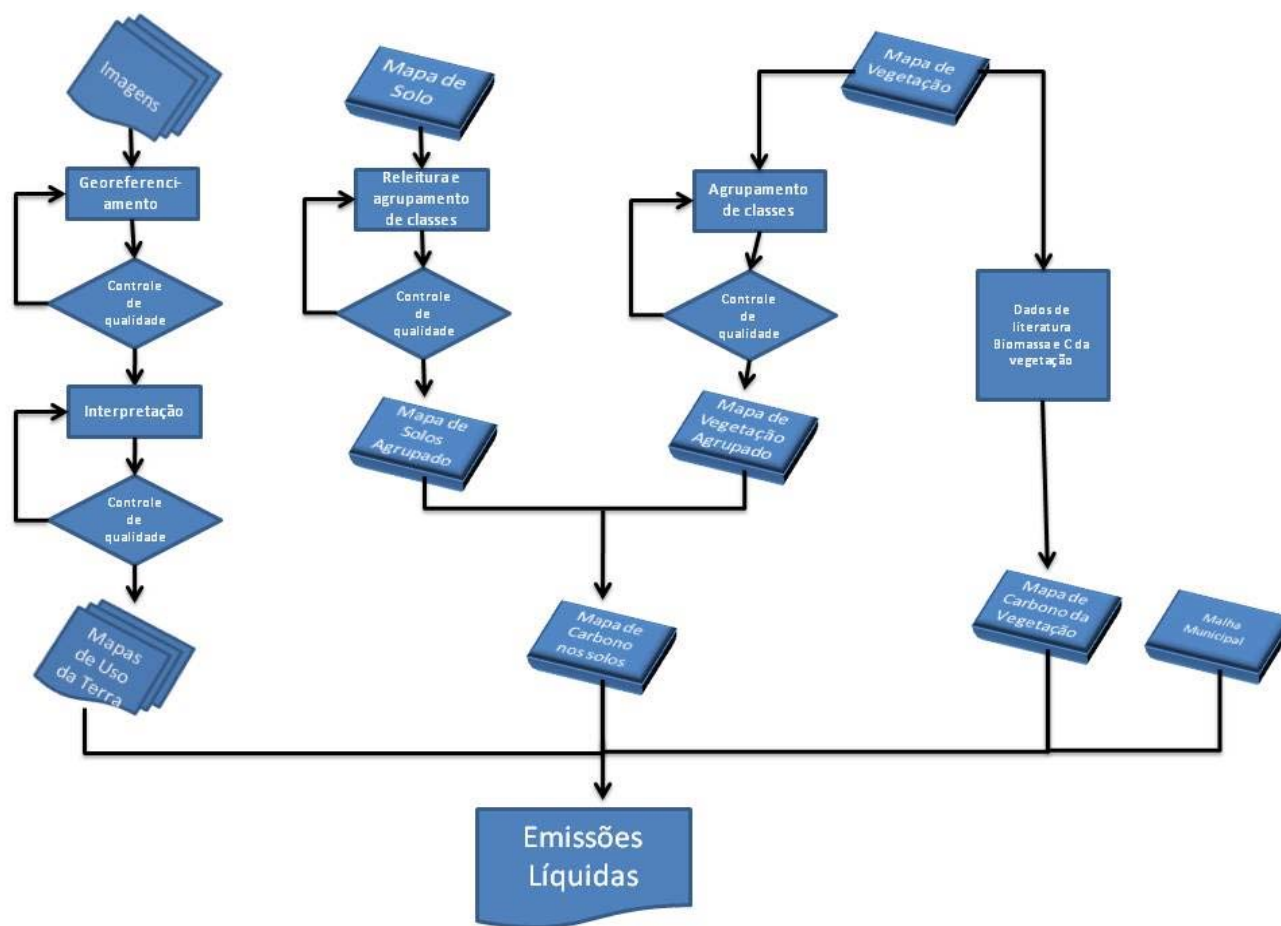 Imagens
Georeferenci-
amento
Controle
de
qualidade
Interpretação
Controle
de
qualidade
Mapas
de Uso
da Terra
Mapa de
Solo
Releitura e
agrupamento
de classes
Controle
de
qualidade
Mapa de
Solos
Agrupado
Mapa de
Vegetação
Agrupamento
de classes
Controle
de
qualidade
Mapa de
Vegetação
Agrupado
Mapa de
Carbono
nos solos
Dados de
literatura
Biomassa e C da
vegetação
Mapa de
Carbono da
Vegetação
Malha
Municipal
Emissões
Líquidas